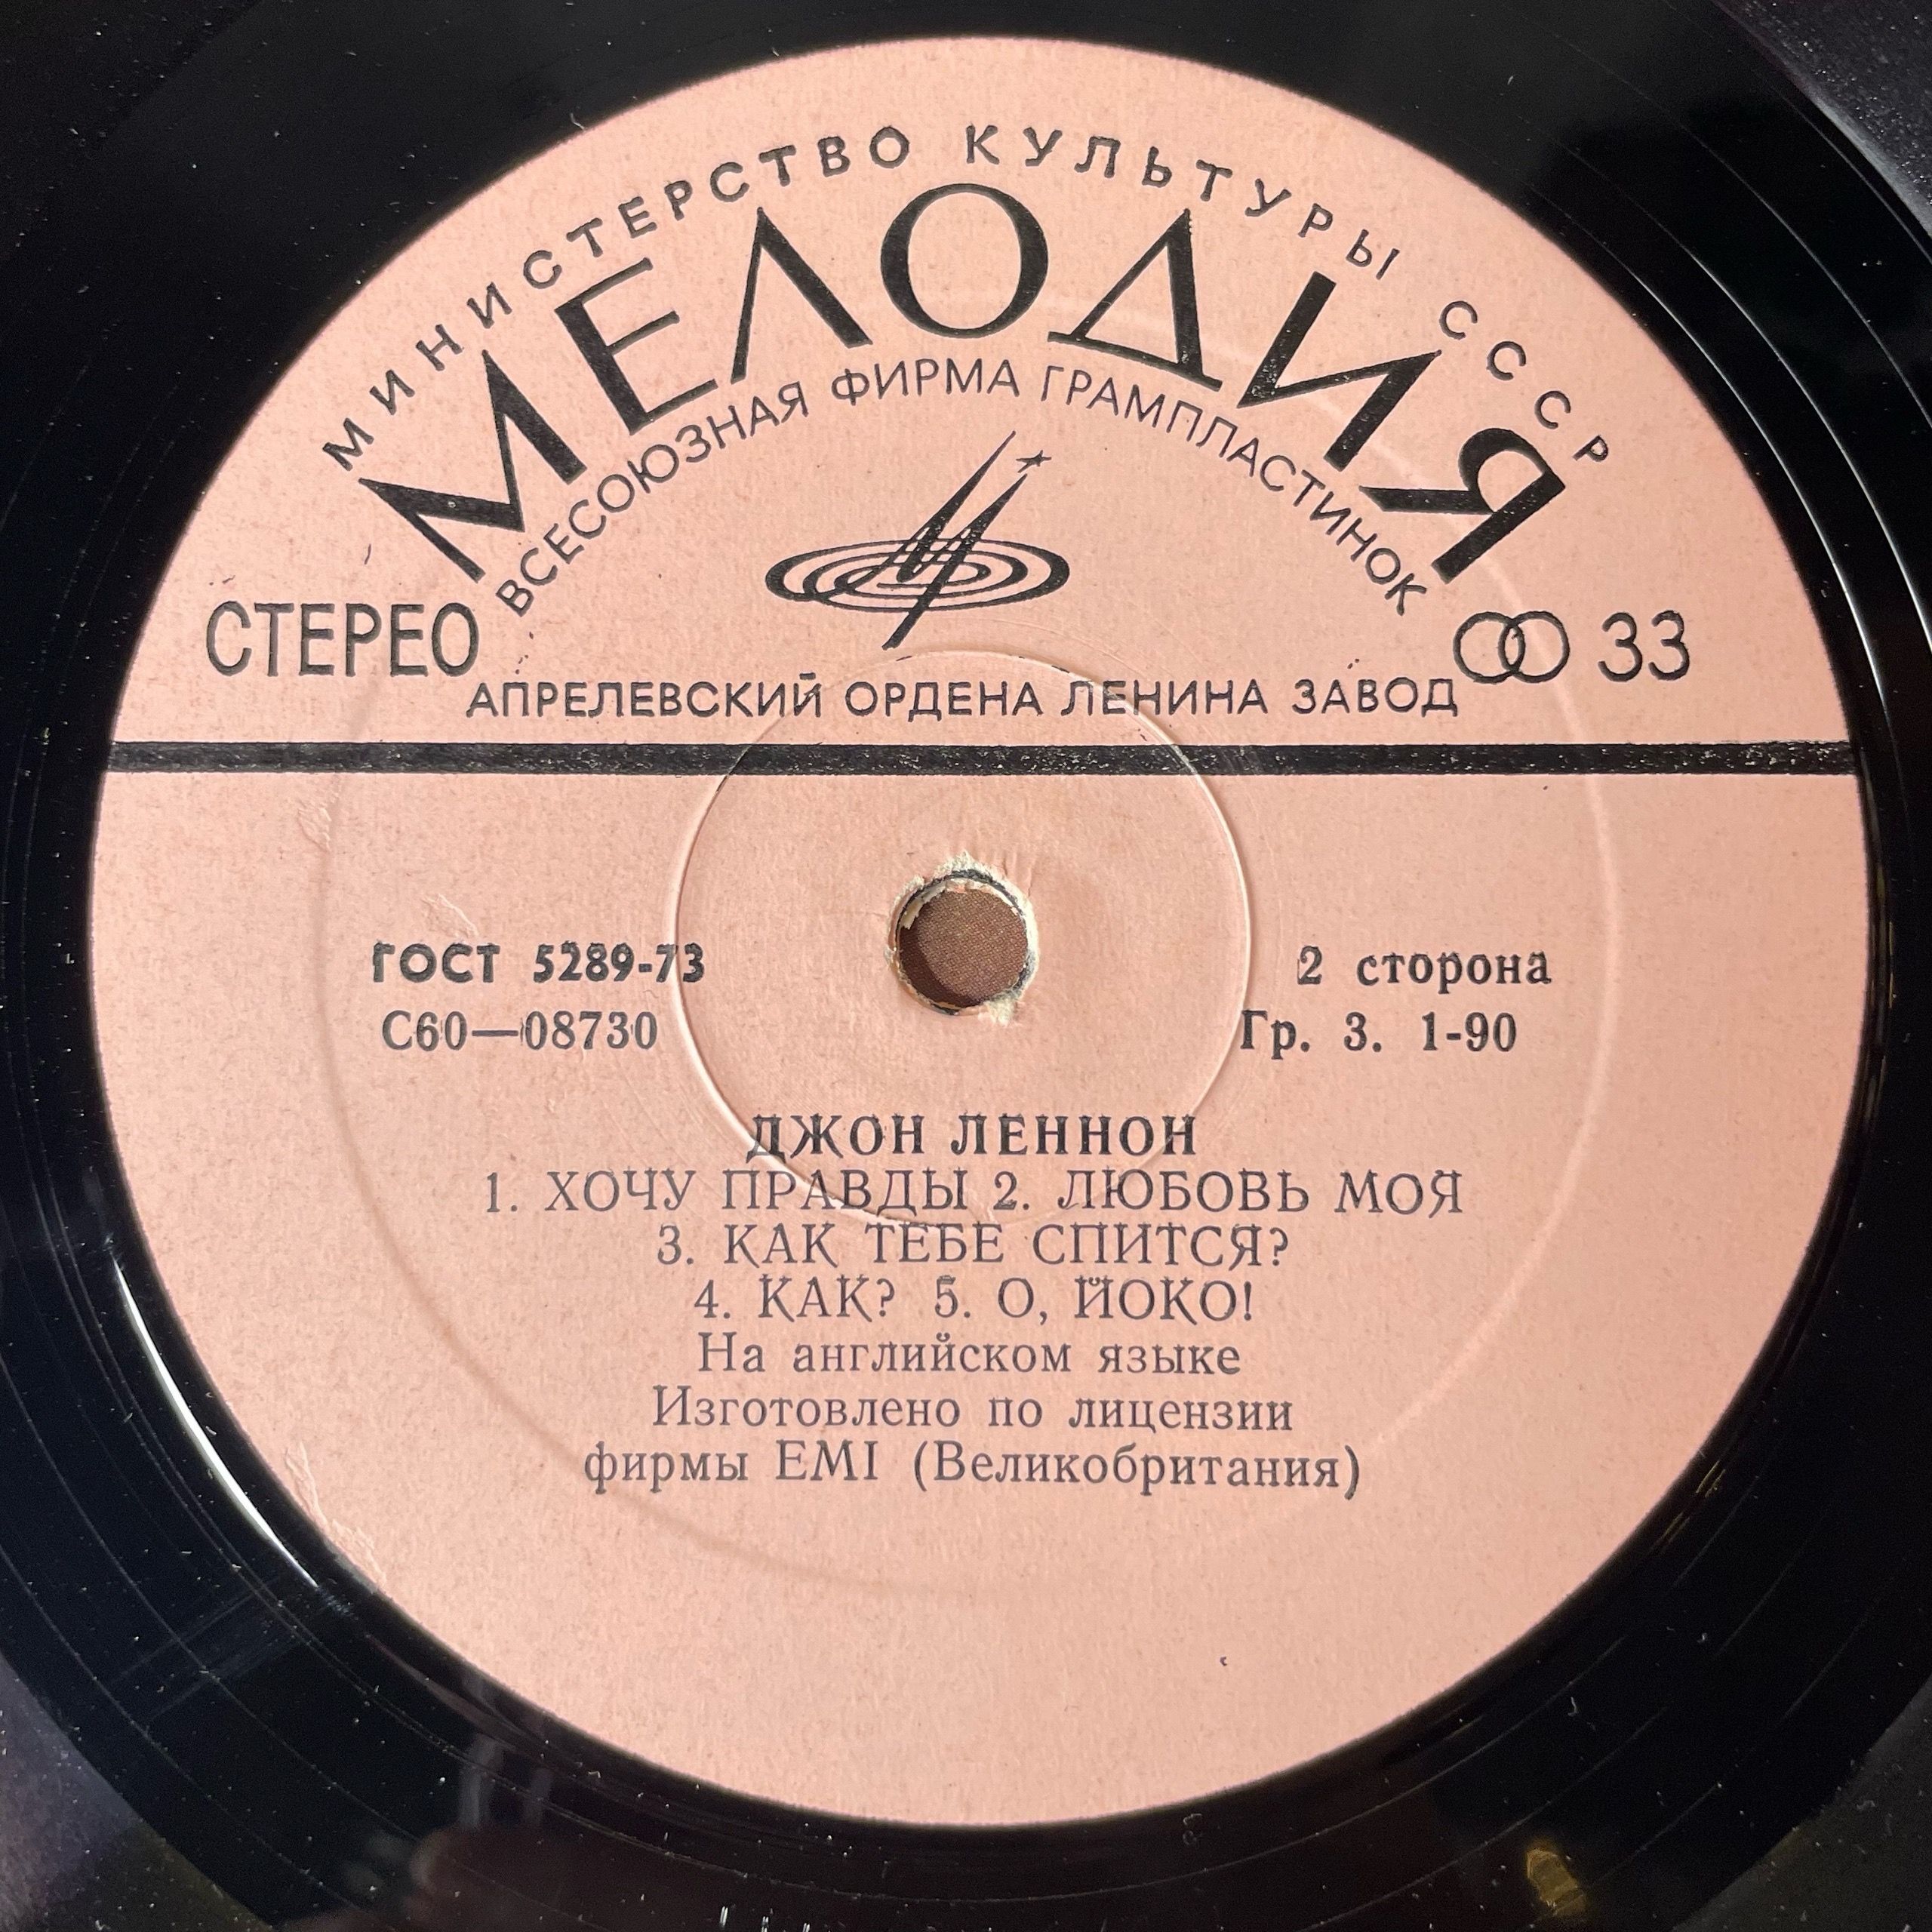 МИНИСТЕРСТВО КУЛЬТУРЫ СССР
МЕЛОДИЯ
ВСЕСОЮЗНАЯ ФИРМА ГРАМПЛАСТИНОК
СТЕРЕО
33
АПРЕЛЕВСКИЙ ОРДЕНА ЛЕНИНА ЗАВОД
ГОСТ 5289-73
2 сторона
С60—08730
Гр. 3. 1-90
ДЖОН ЛЕННОН
1. ХОЧУ ПРАВДЫ 2. ЛЮБОВЬ МОЯ
3. КАК ТЕБЕ СПИТСЯ?
4. КАК? 5. О, ЙОКО!
На английском языке
Изготовлено по лицензии
фирмы EMI (Великобритания)